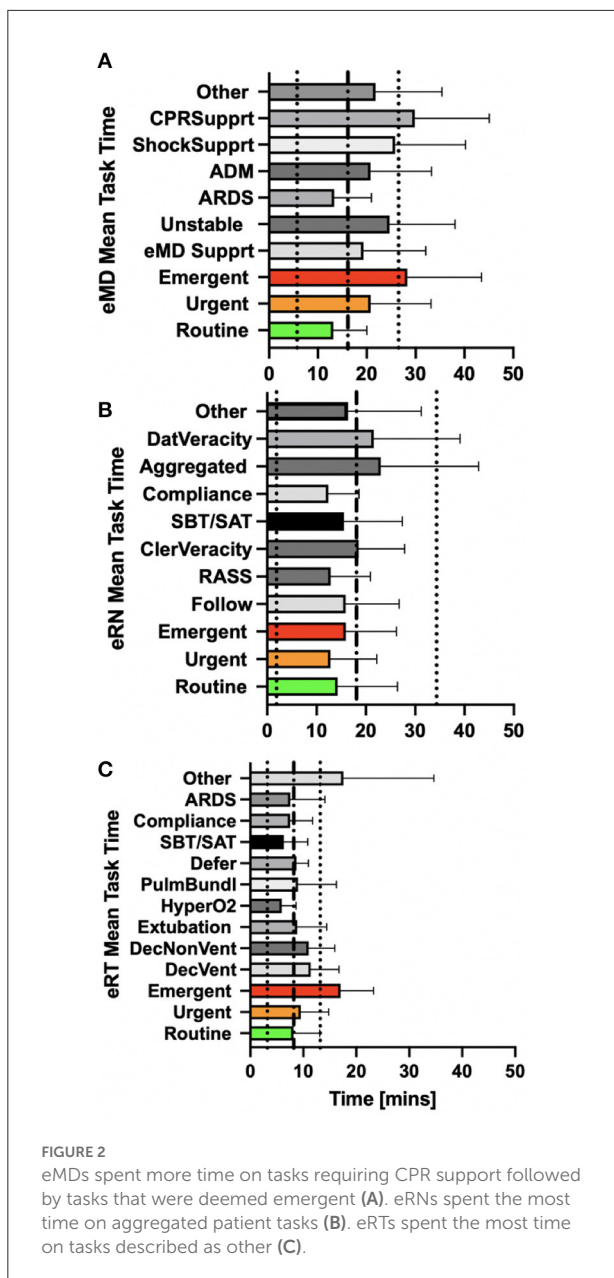 A
eMD Mean Task Time
Other
CPRSupprt
ShockSupprt
ADM
ARDS
Unstable
eMD Supprt
Emergent
Urgent
Routine
0 10 20 30 40 50
B
eRN Mean Task Time
Other
DatVeracity
Aggregated
Compliance
SBT/SAT
ClerVeracity
RASS
Follow
Emergent
Urgent
Routine
0 10 20 30 40 50
C
eRT Mean Task Time
Other
ARDS
Compliance
SBT/SAT
Defer
PulmBundl
HyperO2
Extubation
DecNonVent
DecVent
Emergent
Urgent
Routine
0 10 20 30 40 50
Time [mins]
FIGURE 2
eMDs spent more time on tasks requiring CPR support followed
by tasks that were deemed emergent (A). eRNs spent the most
time on aggregated patient tasks (B). eRTs spent the most time
on tasks described as other (C).